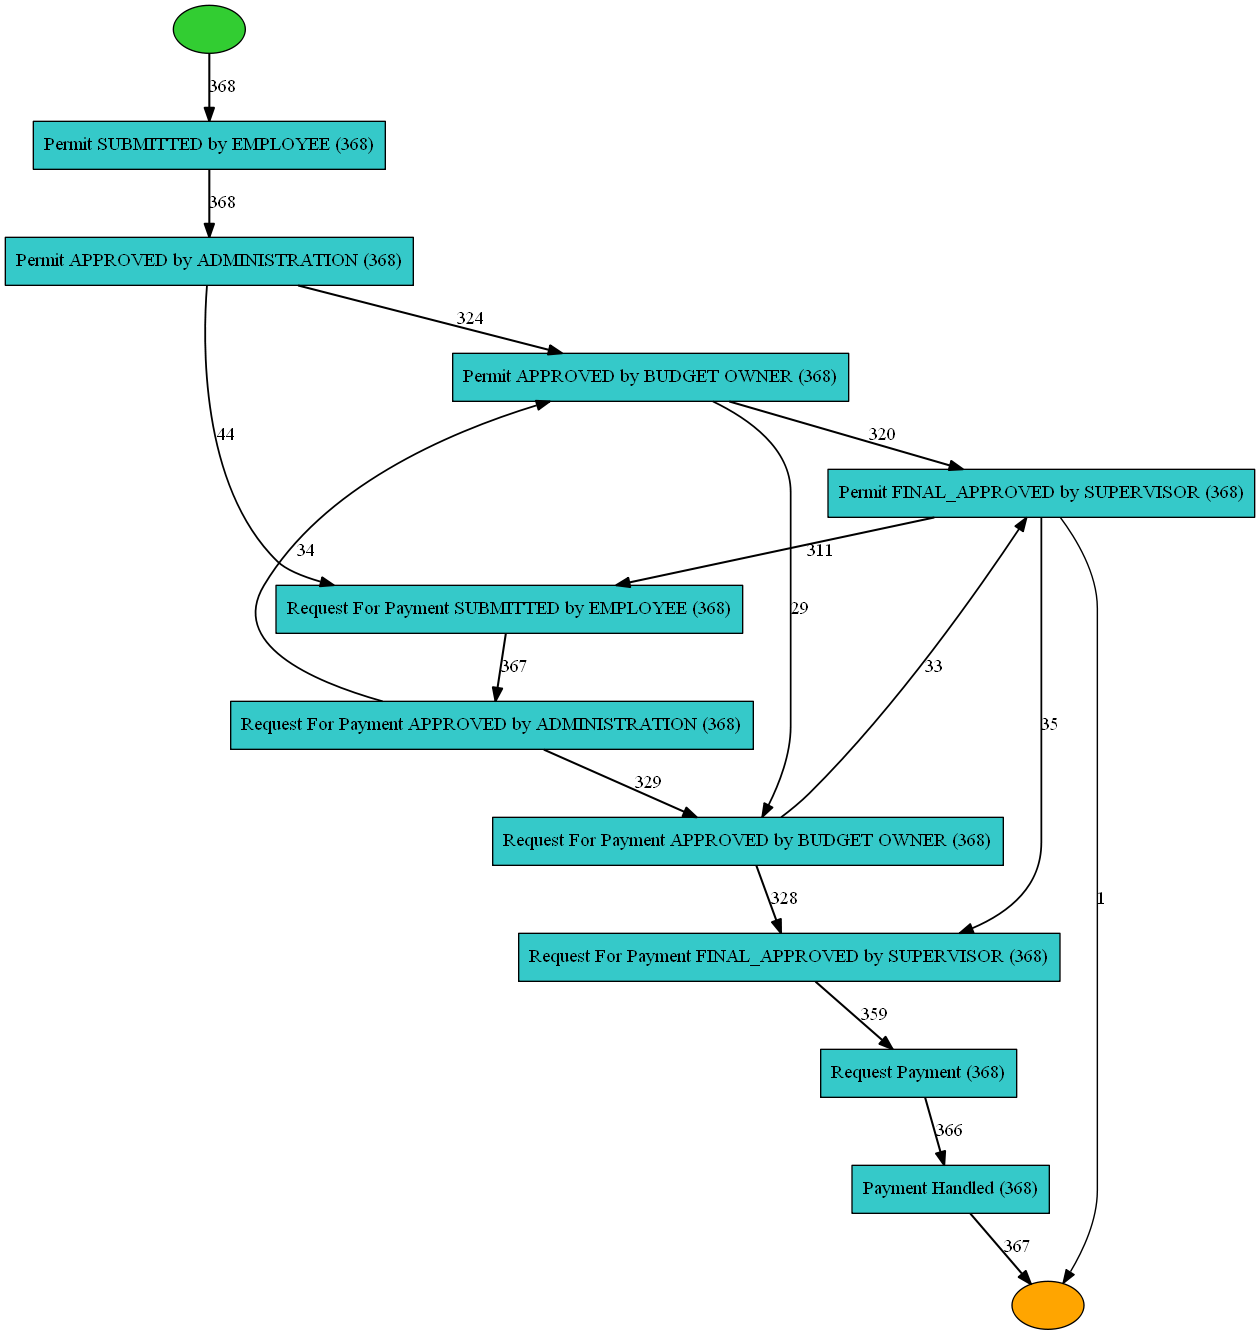 368
Permit SUBMITTED by EMPLOYEE (368)
368
Permit APPROVED by ADMINISTRATION (368)
324
Permit APPROVED by BUDGET OWNER (368)
44
320
Permit FINAL_APPROVED by SUPERVISOR (368)
34
311
Request For Payment SUBMITTED by EMPLOYEE (368)
29
367
33
Request For Payment APPROVED by ADMINISTRATION (368)
35
329
Request For Payment APPROVED by BUDGET OWNER (368)
328
1
Request For Payment FINAL_APPROVED by SUPERVISOR (368)
359
Request Payment (368)
366
Payment Handled (368)
367